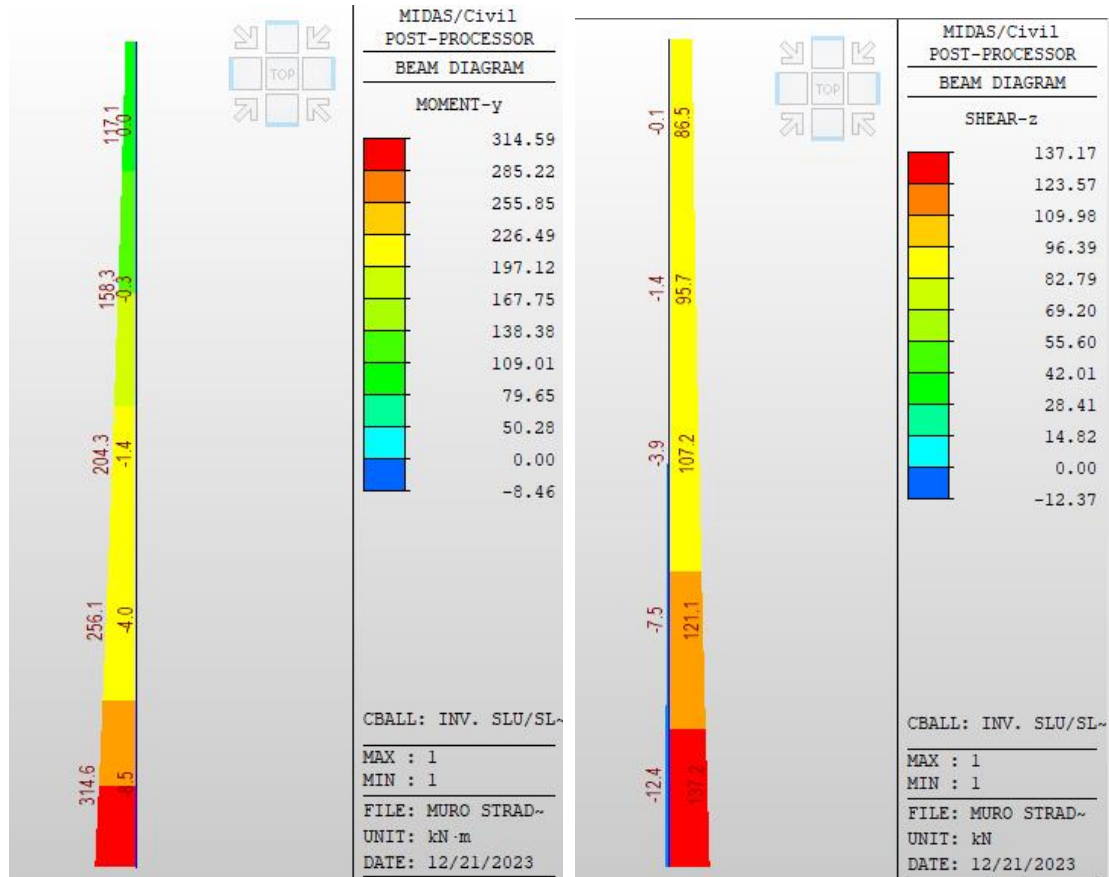 MIDAS/Civil
POST-PROCESSOR
BEAM DIAGRAM
MOMENT-y
314.59
285.22
255.85
226.49
197.12
167.75
138.38
109.01
79.65
50.28
0.00
-8.46
CBALL: INV. SLU/SL~
MAX : 1
MIN : 1
FILE: MURO STRAD~
UNIT: kN·m
DATE: 12/21/2023
TOP
117.1
0.0
158.3
-0.3
204.3
-1.4
256.1
-4.0
314.6
-8.5
MIDAS/Civil
POST-PROCESSOR
BEAM DIAGRAM
SHEAR-z
137.17
123.57
109.98
96.39
82.79
69.20
55.60
42.01
28.41
14.82
0.00
-12.37
CBALL: INV. SLU/SL~
MAX : 1
MIN : 1
FILE: MURO STRAD~
UNIT: kN
DATE: 12/21/2023
TOP
-0.1
86.5
-1.4
95.7
-3.9
107.2
-7.5
121.1
-12.4
137.2